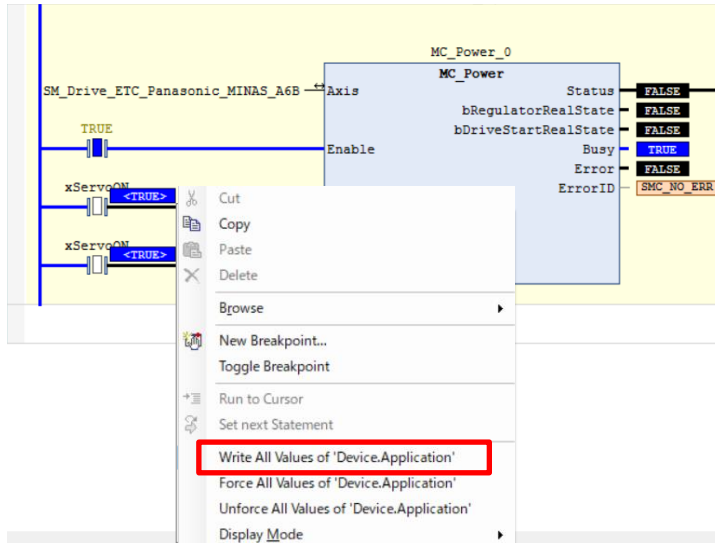 MC_Power_0
MC_Power
SM_Drive_ETC_Panasonic_MINAS_A6B Axis Status FALSE
bRegulatorRealState FALSE
TRUE bDriveStartRealState FALSE
Enable Busy TRUE
Error FALSE
xServoON <TRUE> ErrorID SMC_NO_ERR
xServoON <TRUE>
Cut
Copy
Paste
Delete
Browse
New Breakpoint...
Toggle Breakpoint
Run to Cursor
Set next Statement
Write All Values of 'Device.Application'
Force All Values of 'Device.Application'
Unforce All Values of 'Device.Application'
Display Mode